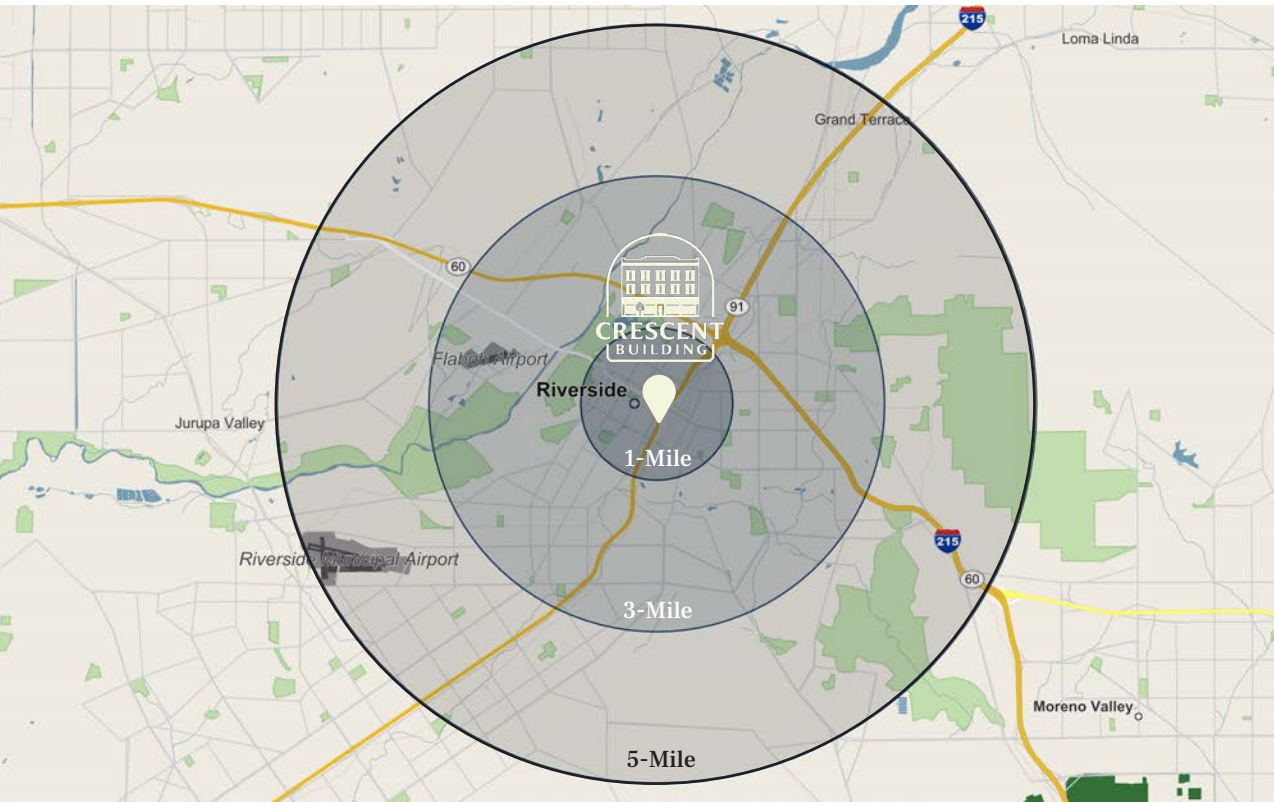 215
Loma Linda
Grand Terrace
60
91
CRESCENT
BUILDING
Flabob Airport
Riverside
Jurupa Valley
1-Mile
215
Riverside Municipal Airport
60
3-Mile
Moreno Valley
5-Mile